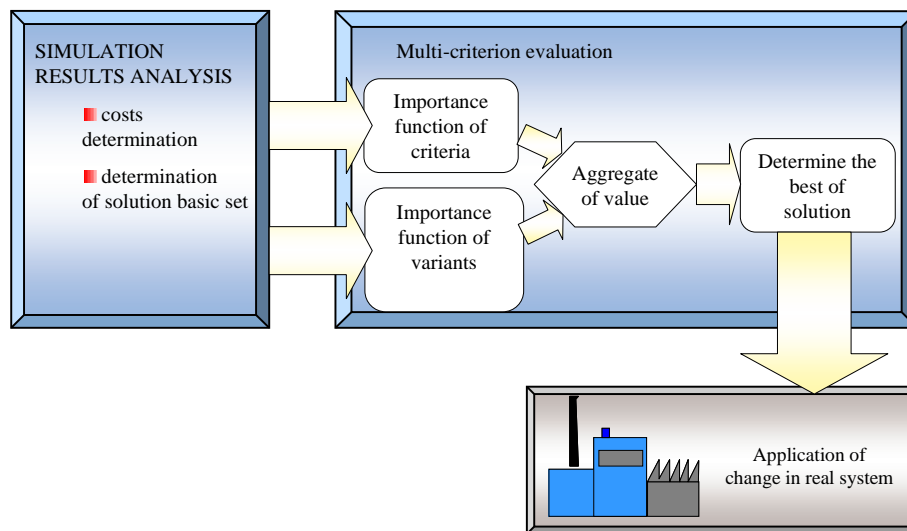 SIMULATION
RESULTS ANALYSIS
costs
determination
determination
of solution basic set
Multi-criterion evaluation
Importance
function of
criteria
Importance
function of
variants
Aggregate
of value
Determine the
best of
solution
Application of
change in real system